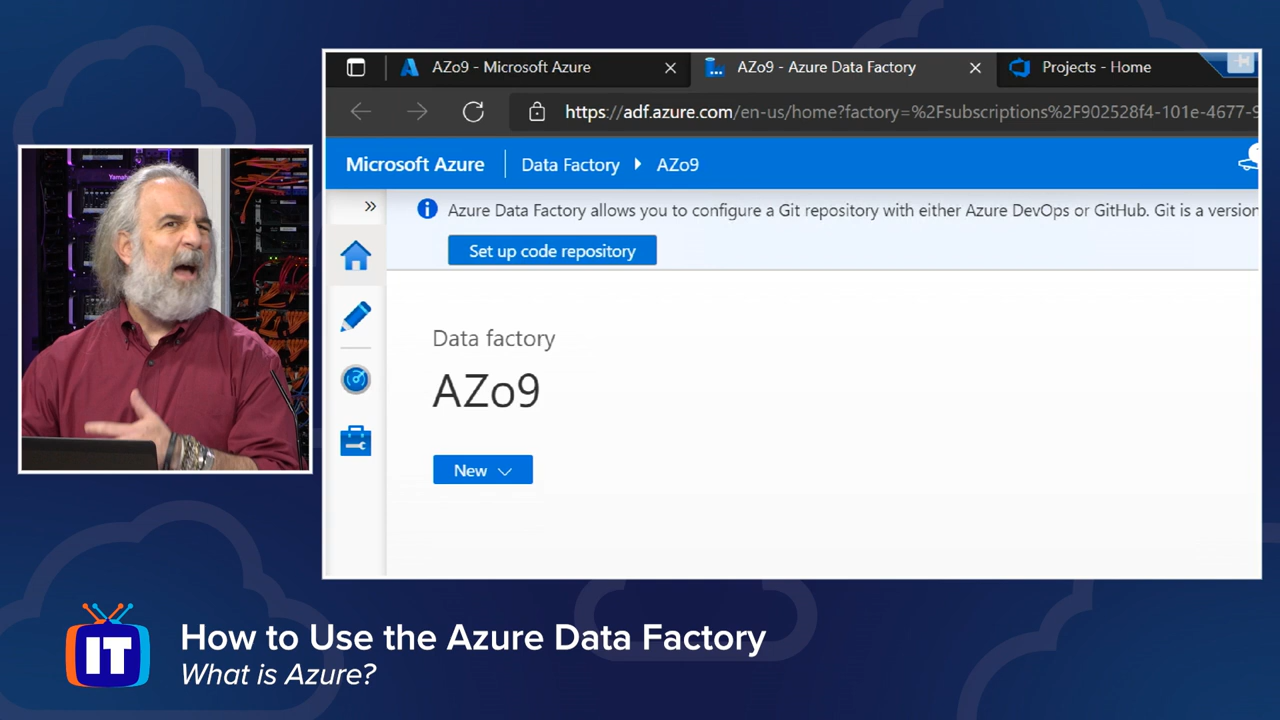 AZo9 - Microsoft Azure
AZo9 - Azure Data Factory
Projects - Home
https://adf.azure.com/en-us/home?factory=%2Fsubscriptions%2F902528f4-101e-4677-9
Microsoft Azure
Data Factory
AZo9
Azure Data Factory allows you to configure a Git repository with either Azure DevOps or GitHub. Git is a version
Set up code repository
Data factory
AZo9
New
Yamaha
IT
How to Use the Azure Data Factory
What is Azure?